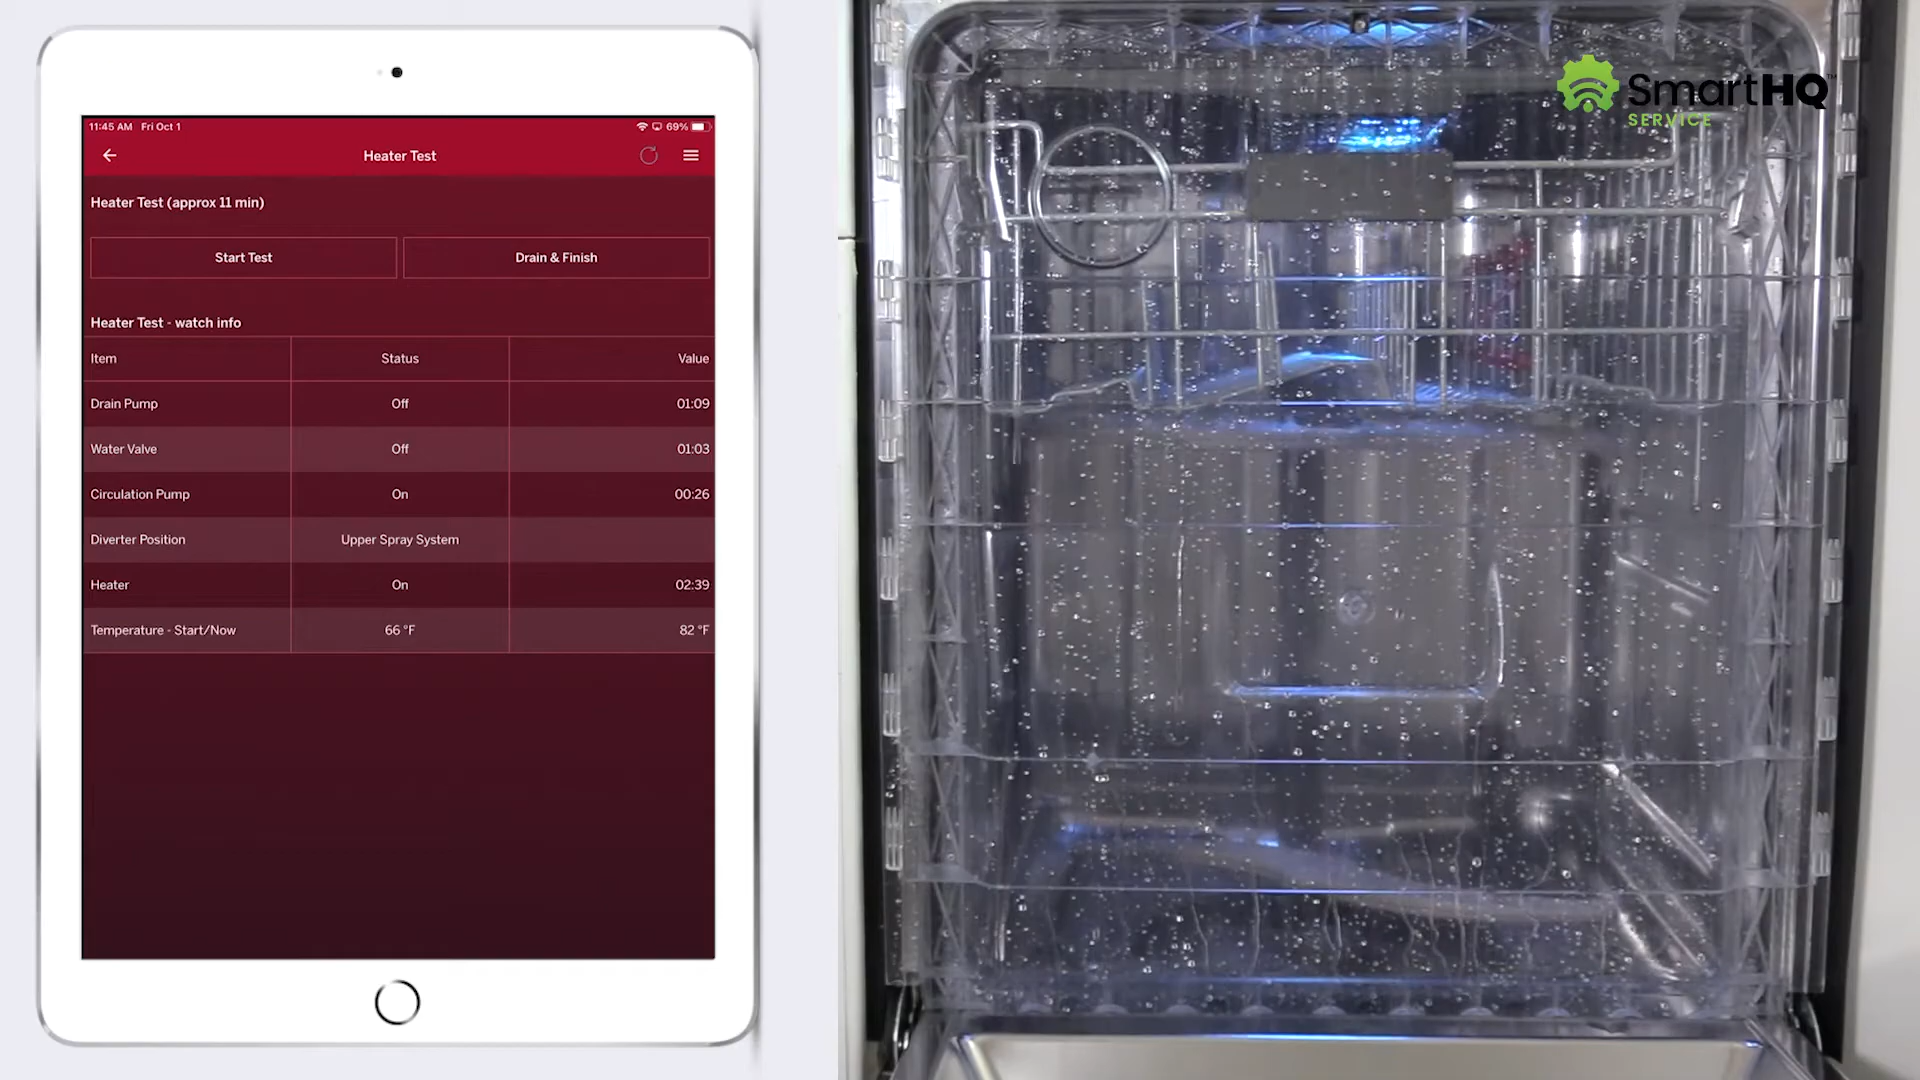 11:45 AM Fri Oct 1
69%
Heater Test
Heater Test (approx 11 min)
Start Test
Drain & Finish
Heater Test - watch info
Item Status Value
Drain Pump Off 01:09
Water Valve Off 01:03
Circulation Pump On 00:26
Diverter Position Upper Spray System
Heater On 02:39
Temperature - Start/Now 66 °F 82 °F
SmartHQ™
SERVICE